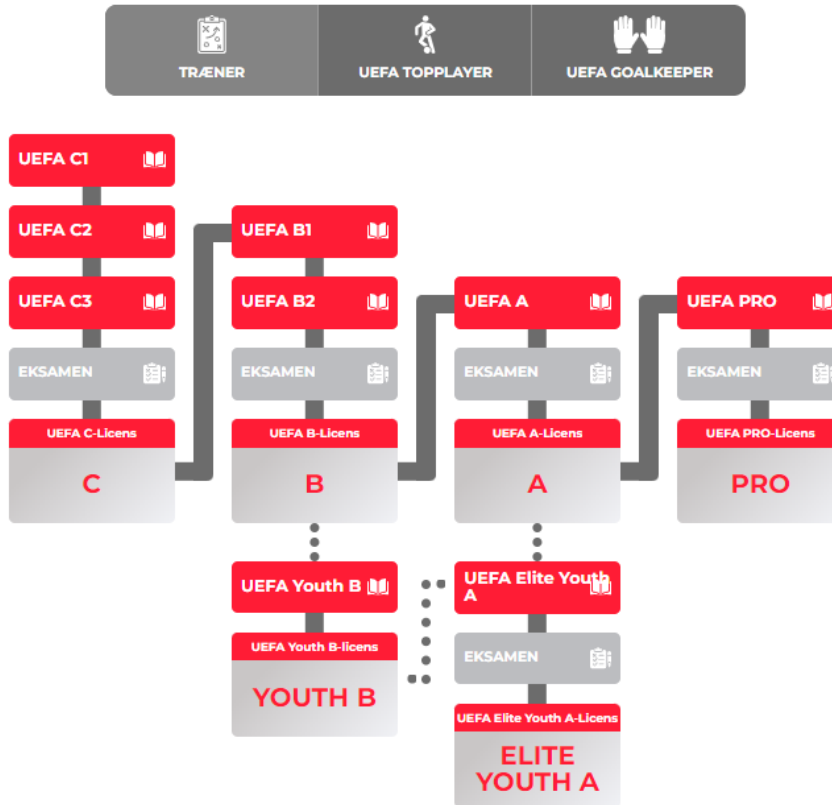 TRÆNER
UEFA TOPPLAYER
UEFA GOALKEEPER
UEFA C1
UEFA C2
UEFA C3
EKSAMEN
UEFA C-Licens
C
UEFA B1
UEFA B2
EKSAMEN
UEFA B-Licens
B
UEFA Youth B
UEFA Youth B-licens
YOUTH B
UEFA A
EKSAMEN
UEFA A-Licens
A
UEFA Elite Youth
A
EKSAMEN
UEFA Elite Youth A-Licens
ELITE
YOUTH A
UEFA PRO
EKSAMEN
UEFA PRO-Licens
PRO